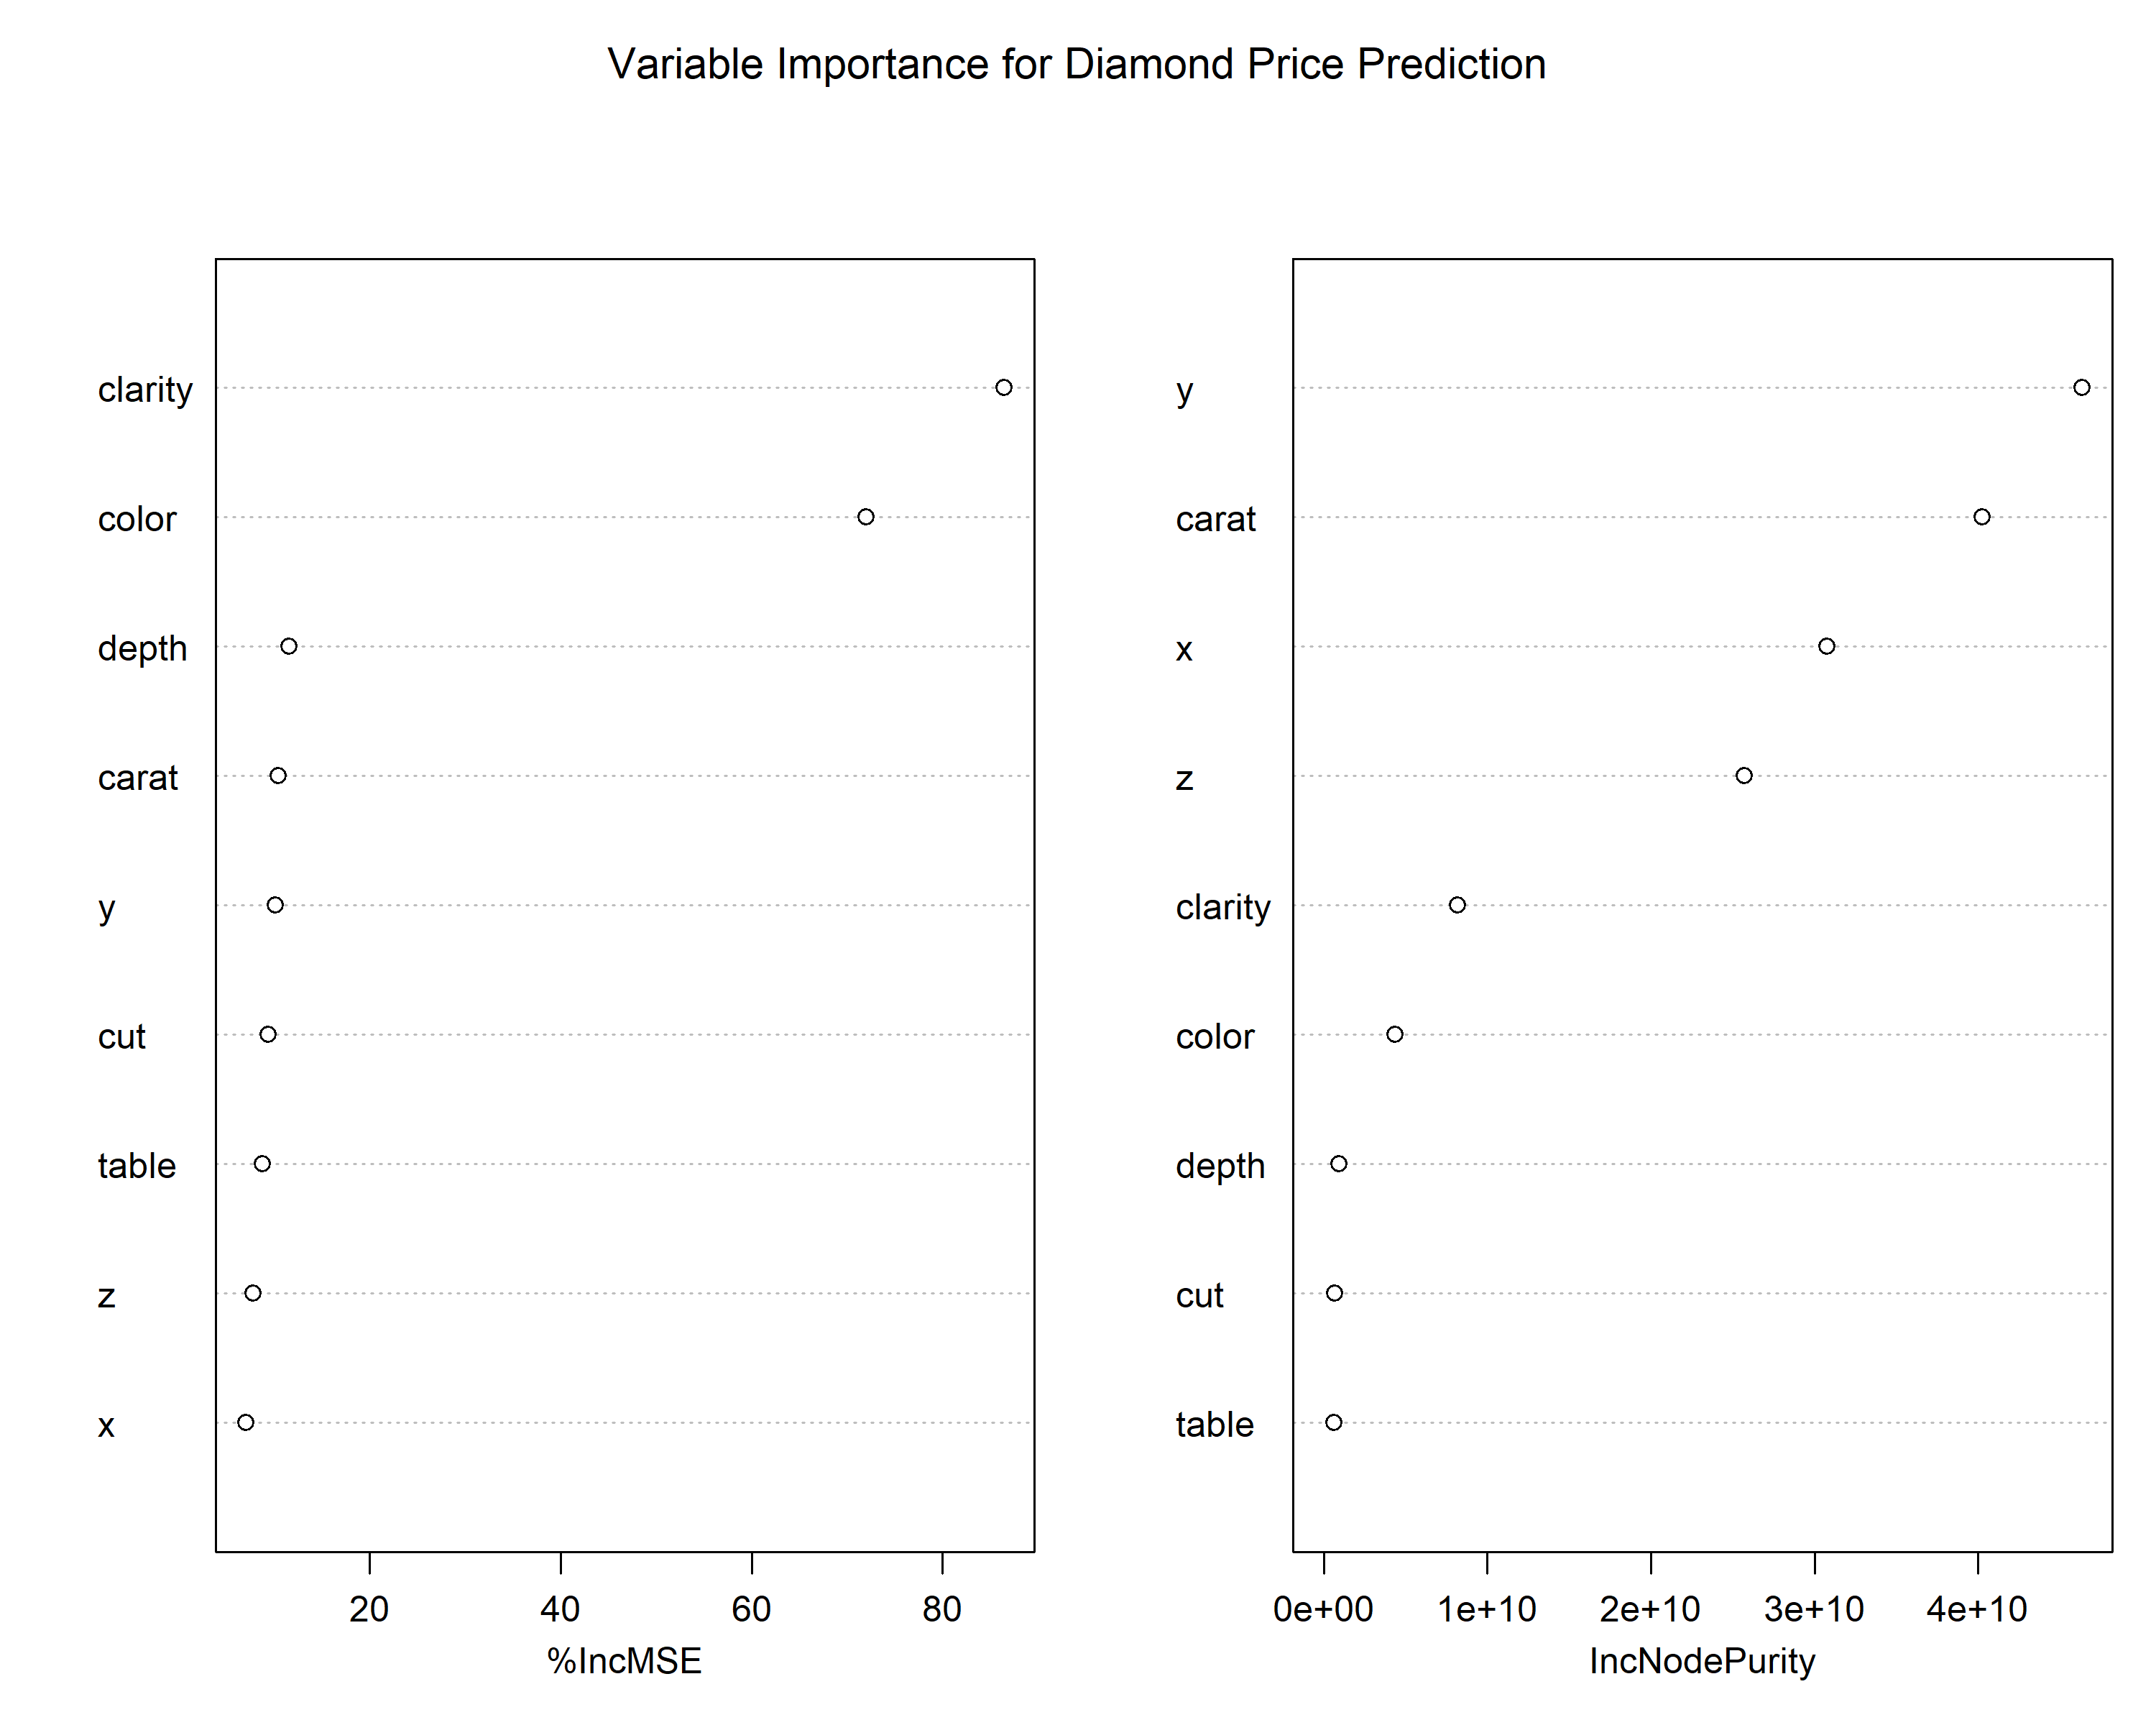 Variable Importance for Diamond Price Prediction
clarity
color
depth
carat
y
cut
table
z
x
20 40 60 80
%IncMSE
y
carat
x
z
clarity
color
depth
cut
table
0e+00 1e+10 2e+10 3e+10 4e+10
IncNodePurity